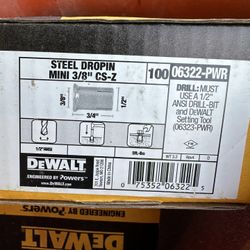 STEEL DROPIN
MINI 3/8" CS-Z
100
06322-PWR
DRILL: MUST
USE A 1/2"
ANSI DRILL-BIT
and DeWALT
Setting Tool
(06323-PWR)
3/8"
1/2"
3/4"
DEWALT
ENGINEERED BY Powers
0 75352 06322 5
ENGINEERED BY Powers
DEWALT